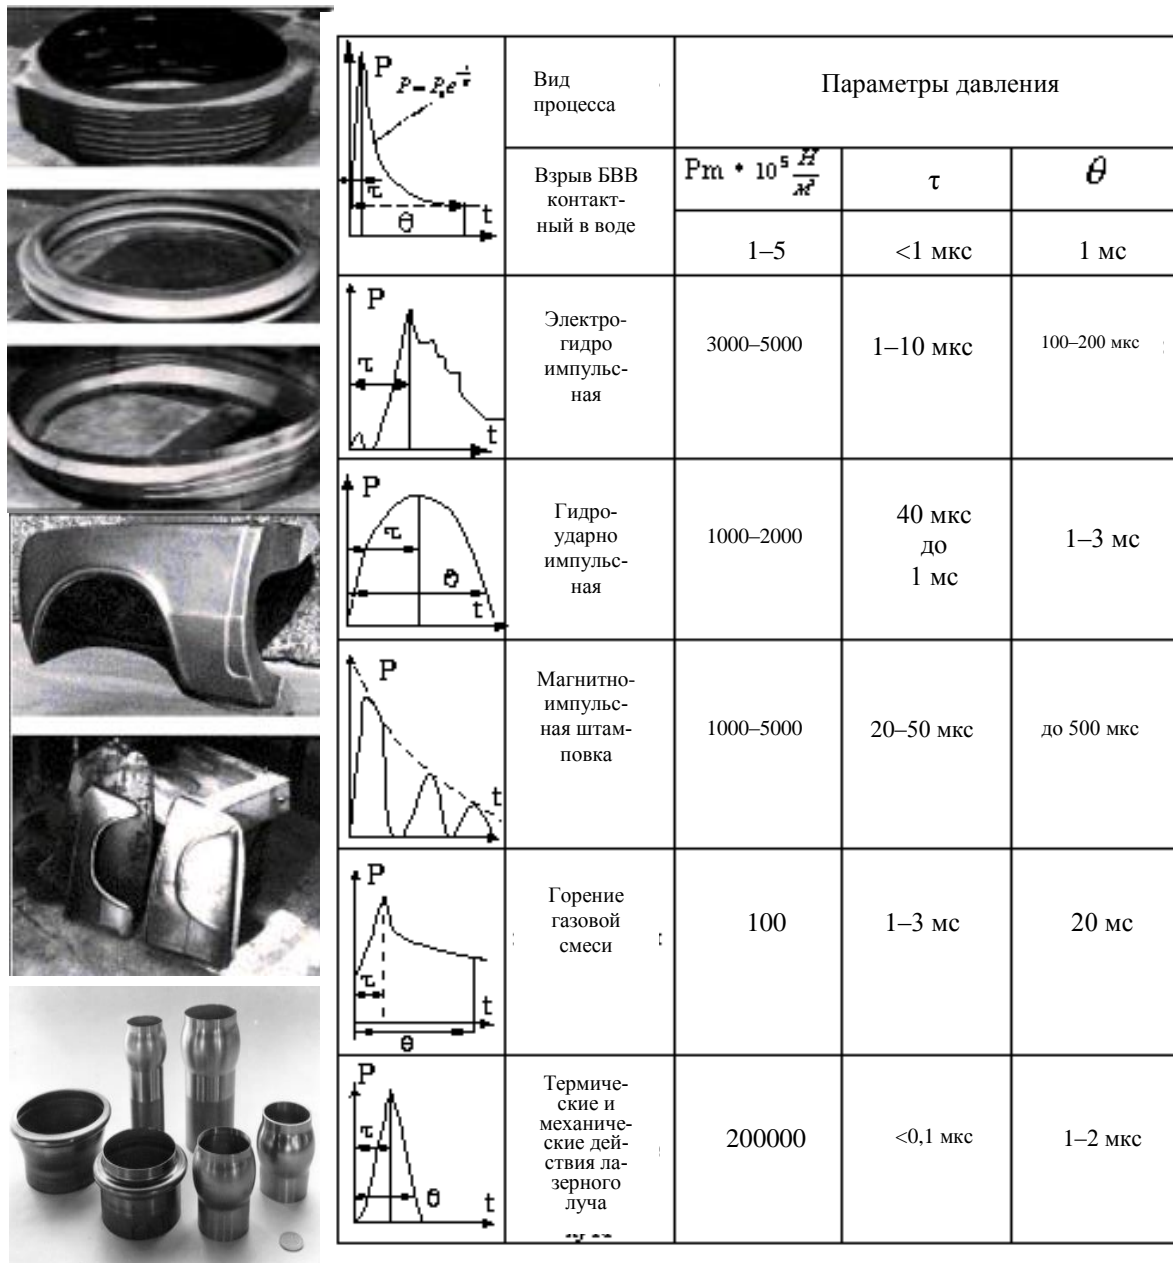 P
P = P₀e
τ
θ
t
Вид
процесса
Параметры давления
Взрыв БВВ
контакт-
ный в воде
Pm * 10⁵ Н/м²
τ
θ
1–5
<1 мкс
1 мс
P
τ
t
Электро-
гидро
импульс-
ная
3000–5000
1–10 мкс
100–200 мкс
P
τ
θ
t
Гидро-
ударно
импульс-
ная
1000–2000
40 мкс
до
1 мс
1–3 мс
P
t
Магнитно-
импульс-
ная штам-
повка
1000–5000
20–50 мкс
до 500 мкс
P
τ
t
θ
Горение
газовой
смеси
100
1–3 мс
20 мс
P
τ
θ
t
Термиче-
ские и
механиче-
ские дей-
ствия ла-
зерного
луча
200000
<0,1 мкс
1–2 мкс